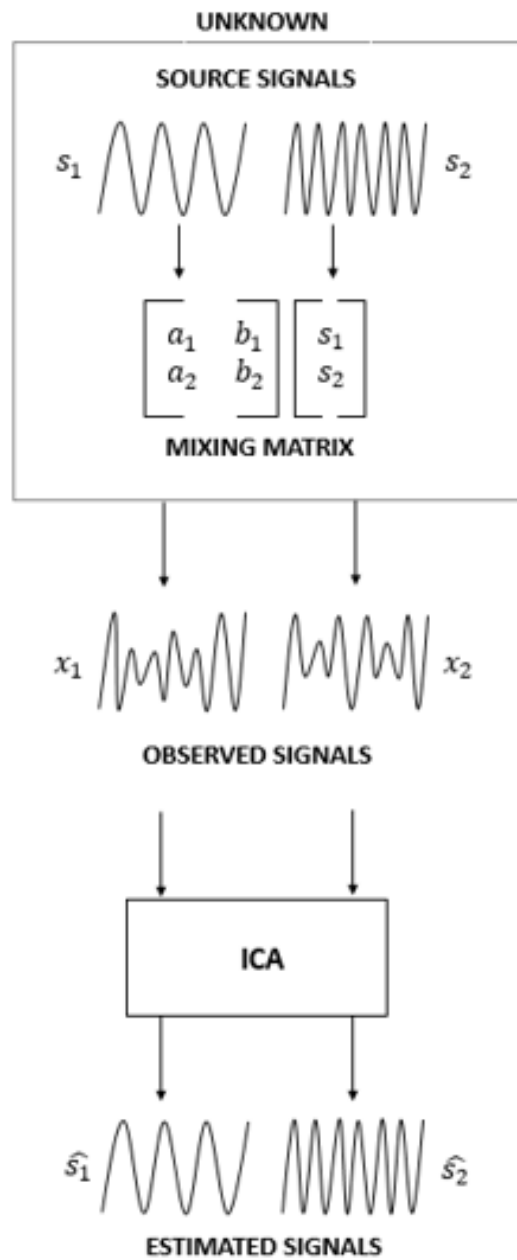 UNKNOWN
SOURCE SIGNALS
s₁ s₂
a₁ b₁ s₁
a₂ b₂ s₂
MIXING MATRIX
x₁ x₂
OBSERVED SIGNALS
ICA
ŝ₁ ŝ₂
ESTIMATED SIGNALS